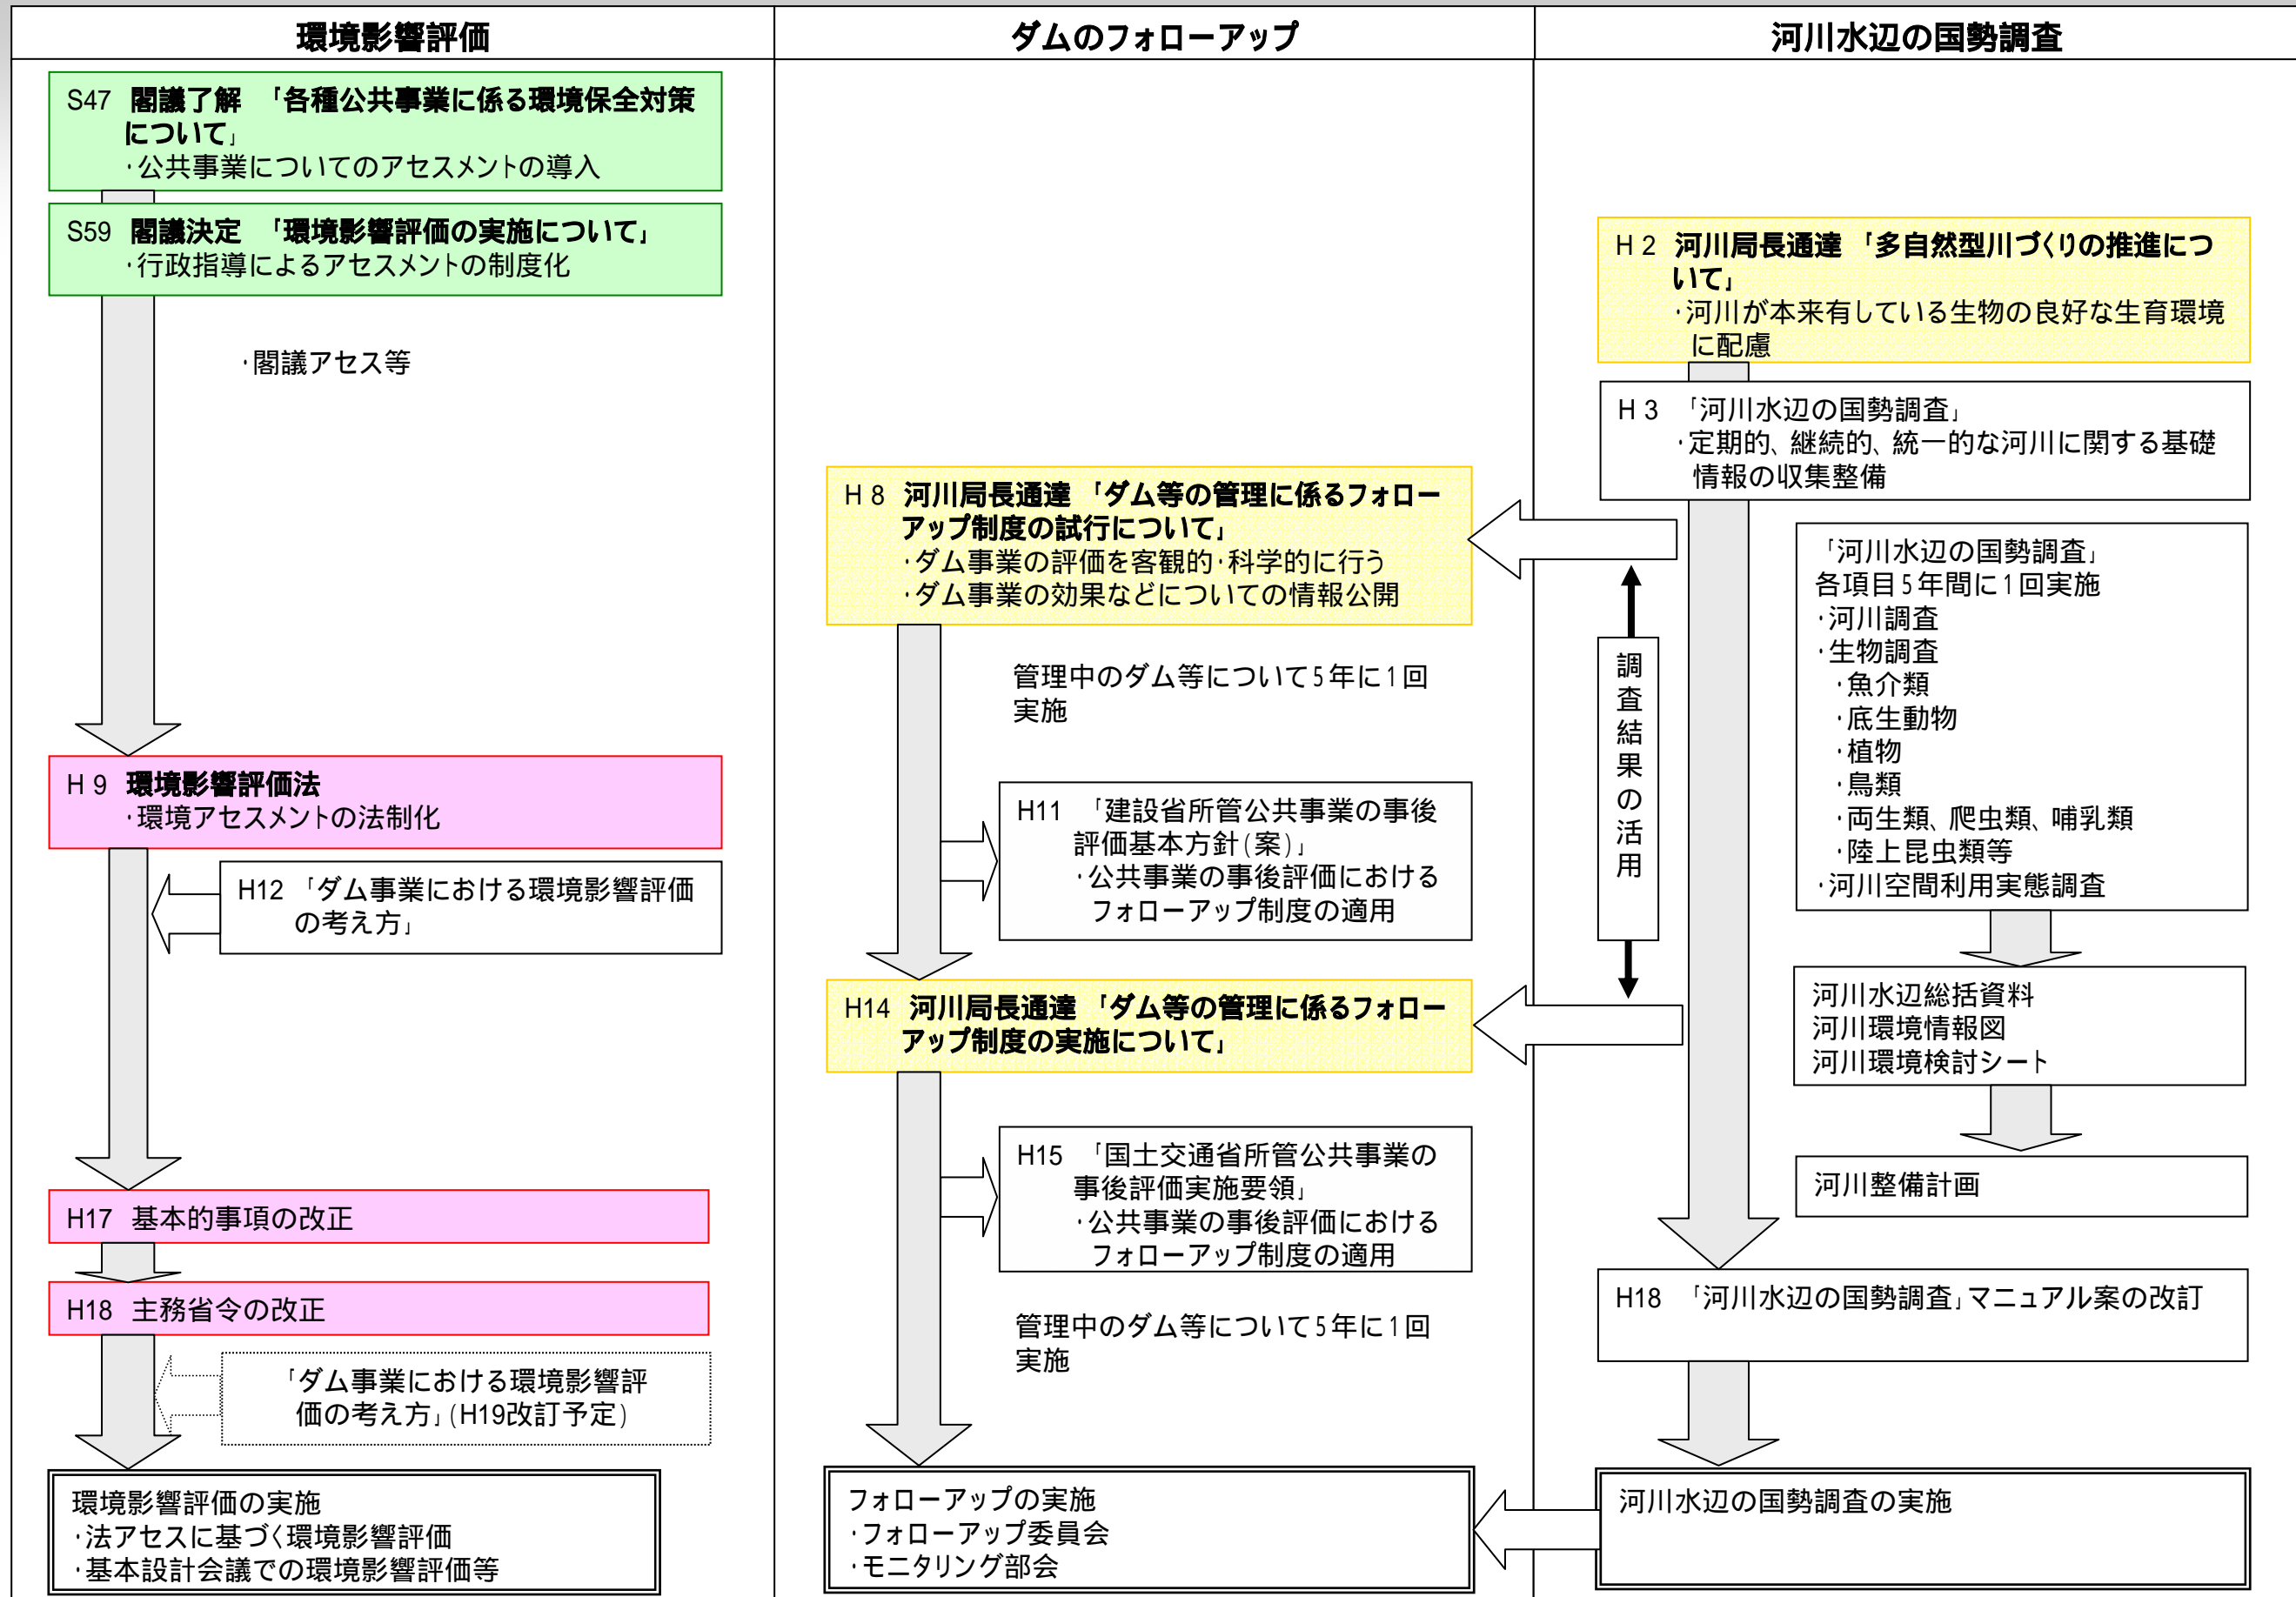 環境影響評価
S47 閣議了解 「各種公共事業に係る環境保全対策
について」
・公共事業についてのアセスメントの導入
S59 閣議決定 「環境影響評価の実施について」
・行政指導によるアセスメントの制度化
・閣議アセス等
H 9 環境影響評価法
・環境アセスメントの法制化
H12 「ダム事業における環境影響評価
の考え方」
H17 基本的事項の改正
H18 主務省令の改正
「ダム事業における環境影響評
価の考え方」(H19改訂予定)
環境影響評価の実施
・法アセスに基づく環境影響評価
・基本設計会議での環境影響評価等
ダムのフォローアップ
H 8 河川局長通達 「ダム等の管理に係るフォロー
アップ制度の試行について」
・ダム事業の評価を客観的・科学的に行う
・ダム事業の効果などについての情報公開
管理中のダム等について5年に1回
実施
H11 「建設省所管公共事業の事後
評価基本方針(案)」
・公共事業の事後評価における
フォローアップ制度の適用
H14 河川局長通達 「ダム等の管理に係るフォロー
アップ制度の実施について」
H15 「国土交通省所管公共事業の
事後評価実施要領」
・公共事業の事後評価における
フォローアップ制度の適用
管理中のダム等について5年に1回
実施
フォローアップの実施
・フォローアップ委員会
・モニタリング部会
河川水辺の国勢調査
H 2 河川局長通達 「多自然型川づくりの推進につ
いて」
・河川が本来有している生物の良好な生育環境
に配慮
H 3 「河川水辺の国勢調査」
・定期的、継続的、統一的な河川に関する基礎
情報の収集整備
調査結果の活用
「河川水辺の国勢調査」
各項目5年間に1回実施
・河川調査
・生物調査
・魚介類
・底生動物
・植物
・鳥類
・両生類、爬虫類、哺乳類
・陸上昆虫類等
・河川空間利用実態調査
河川水辺総括資料
河川環境情報図
河川環境検討シート
河川整備計画
H18 「河川水辺の国勢調査」マニュアル案の改訂
河川水辺の国勢調査の実施